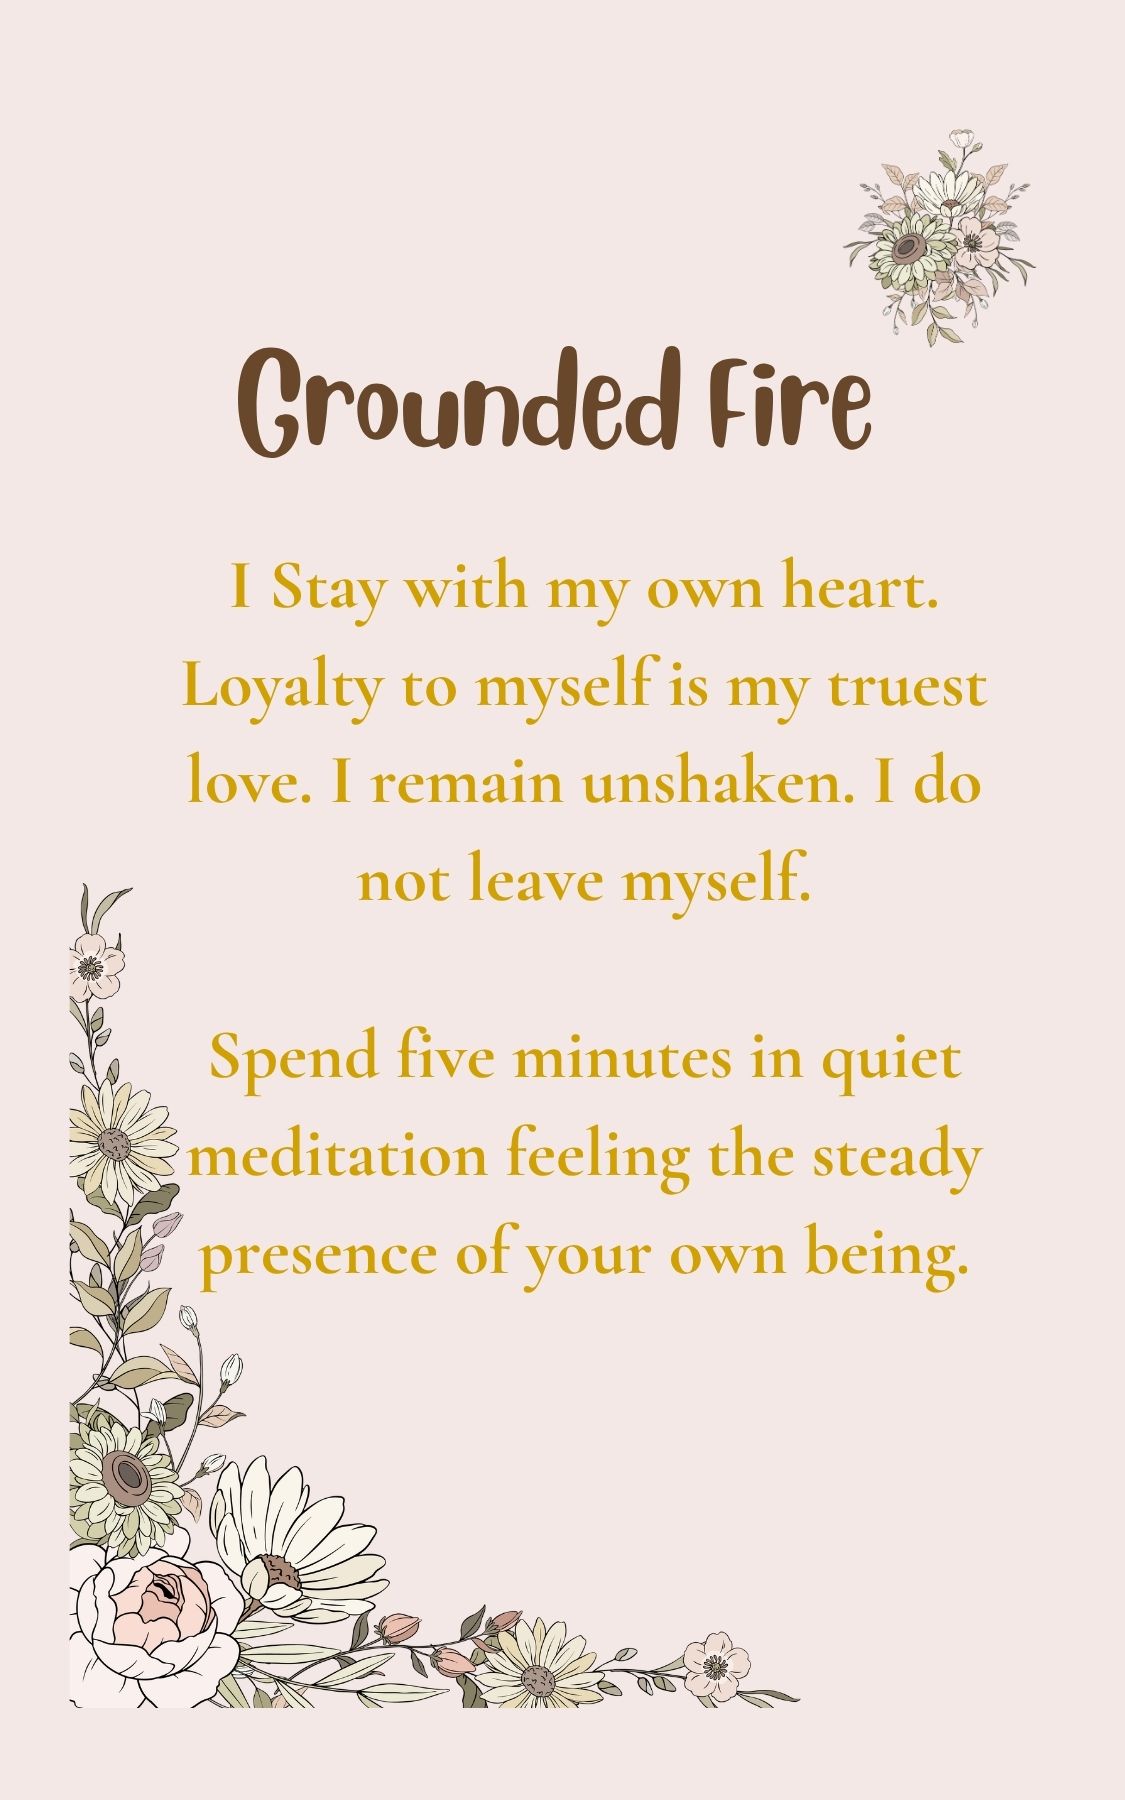 Grounded Fire
I Stay with my own heart.
Loyalty to myself is my truest
love. I remain unshaken. I do
not leave myself.
Spend five minutes in quiet
meditation feeling the steady
presence of your own being.